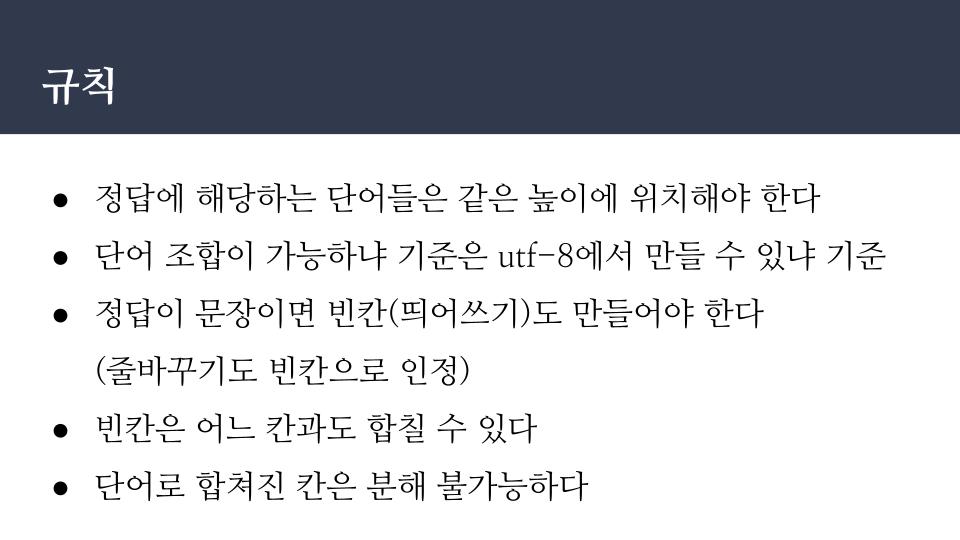 규칙
● 정답에 해당하는 단어들은 같은 높이에 위치해야 한다
● 단어 조합이 가능하냐 기준은 utf-8에서 만들 수 있냐 기준
● 정답이 문장이면 빈칸(띄어쓰기)도 만들어야 한다
(줄바꾸기도 빈칸으로 인정)
● 빈칸은 어느 칸과도 합칠 수 있다
● 단어로 합쳐진 칸은 분해 불가능하다